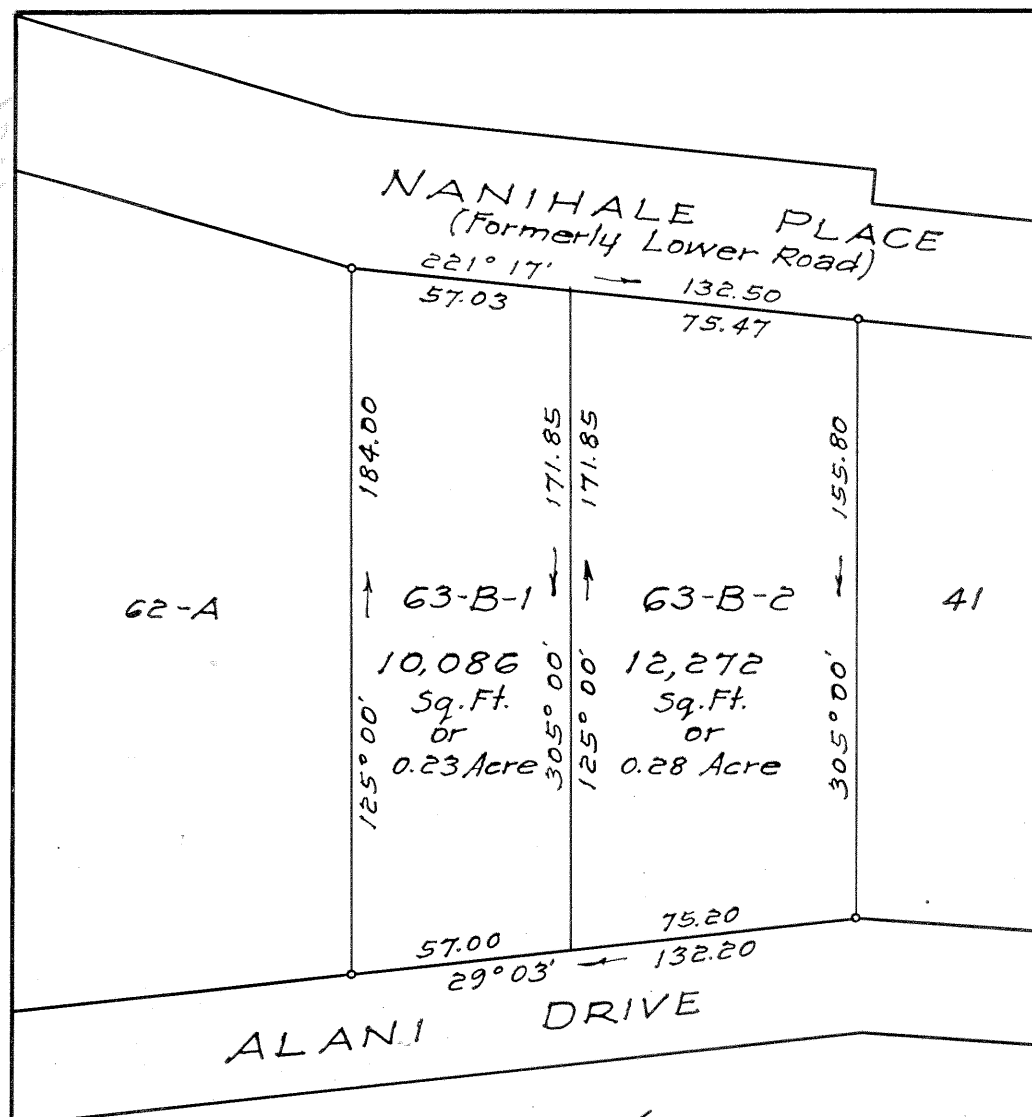 NANIHALE PLACE
(Formerly Lower Road)
221° 17' → 132.50
57.03
75.47
184.00
125° 00'
171.85
305° 00'
171.85
125° 00'
155.80
305° 00'
62-A
63-B-1
10,086
Sq. Ft.
or
0.23 Acre
63-B-2
12,272
Sq. Ft.
or
0.28 Acre
41
57.00
75.20
29° 03' ← 132.20
ALANI DRIVE